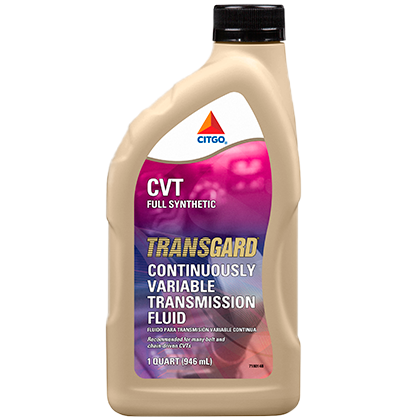 CITGO®
CVT
FULL SYNTHETIC
TRANSGARD
CONTINUOUSLY
VARIABLE
TRANSMISSION
FLUID
FLUIDO PARA TRANSMISION VARIABLE CONTINUA
Recommended for many belt and
chain driven CVTs
1 QUART (946 mL)